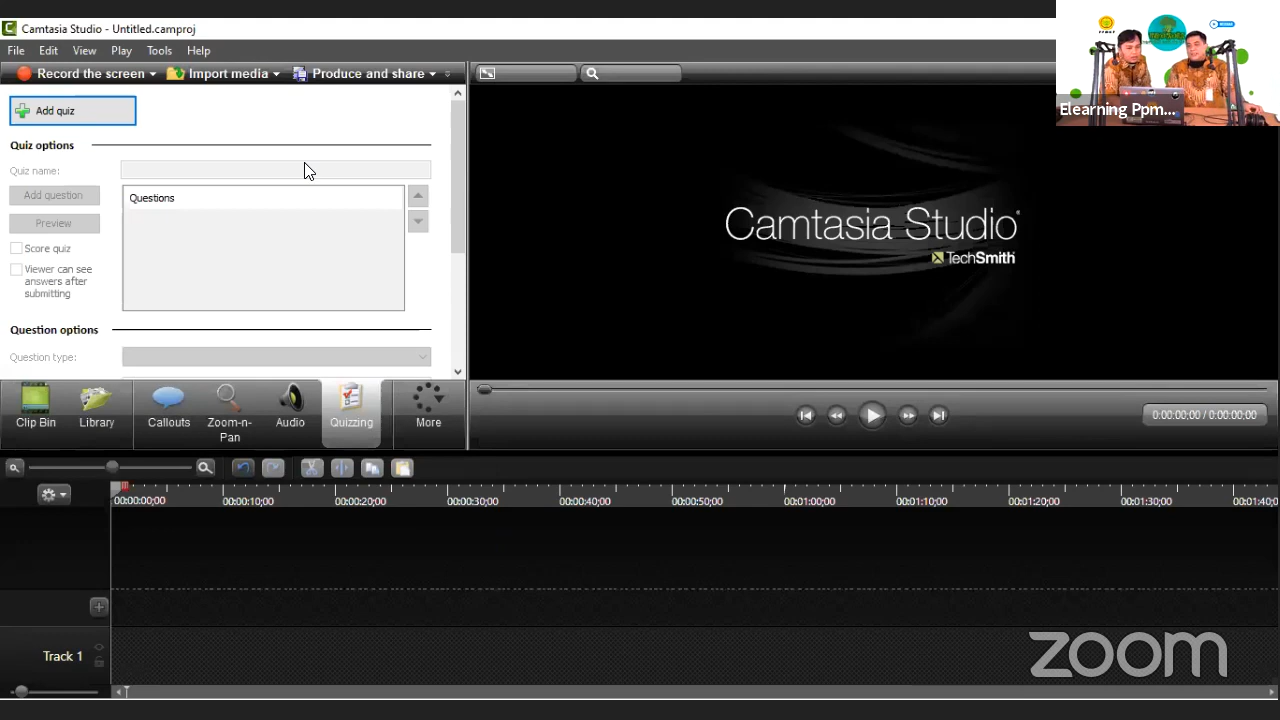 Camtasia Studio - Untitled.camproj
File Edit View Play Tools Help
Record the screen Import media Produce and share
Add quiz
Quiz options
Quiz name:
Add question
Questions
Preview
Score quiz
Viewer can see
answers after
submitting
Question options
Question type:
Clip Bin
Library
Callouts
Zoom-n-
Pan
Audio
Quizzing
More
Camtasia Studio
TechSmith
Elearning Ppm...
0:00:00;00 / 0:00:00;00
00:00:00;00 00:00:10;00 00:00:20;00 00:00:30;00 00:00:40;00 00:00:50;00 00:01:00;00 00:01:10;00 00:01:20;00 00:01:30;00 00:01:40;0
Track 1
zoom